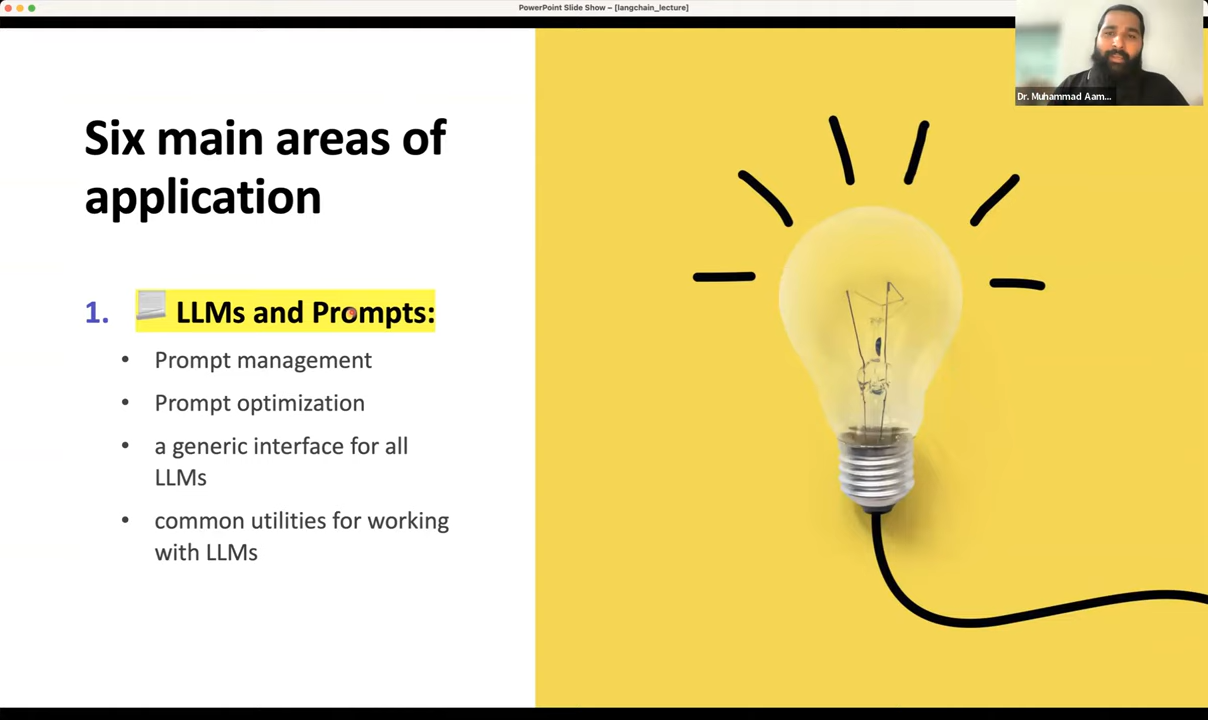 PowerPoint Slide Show – [langchain_lecture]
Dr. Muhammad Aam...
Six main areas of
application
1. LLMs and Prompts:
• Prompt management
• Prompt optimization
• a generic interface for all
LLMs
• common utilities for working
with LLMs